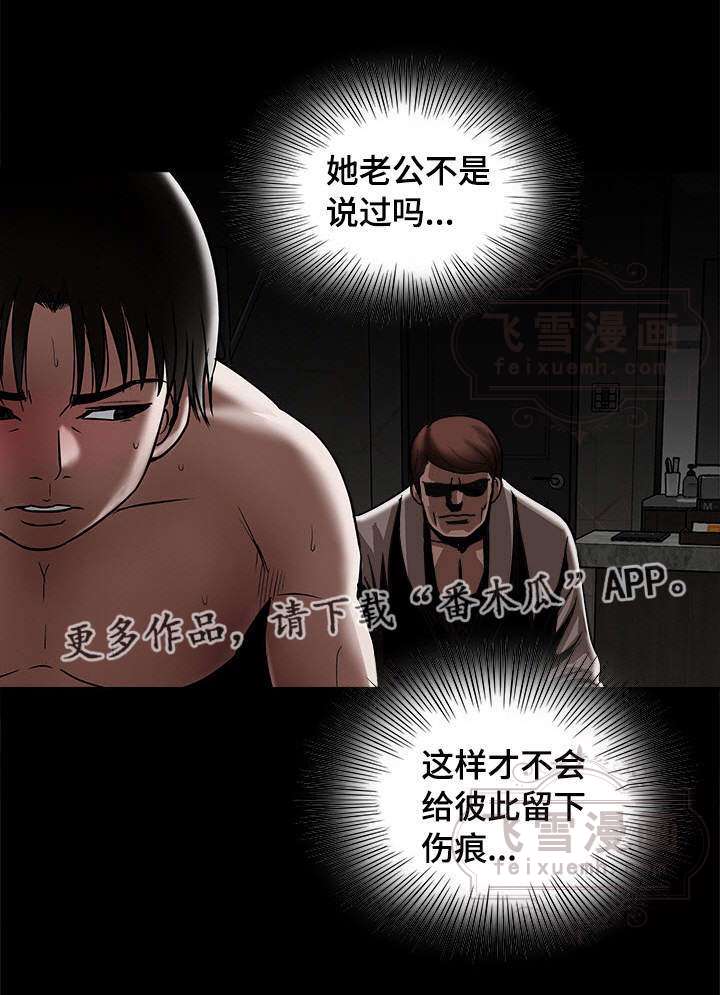 她老公不是
说过吗...
飞雪漫画
feixuemh.com
更多作品，请下载“番木瓜”APP。
这样才不会
给彼此留下
伤痕...
飞雪漫画
feixuemh.com